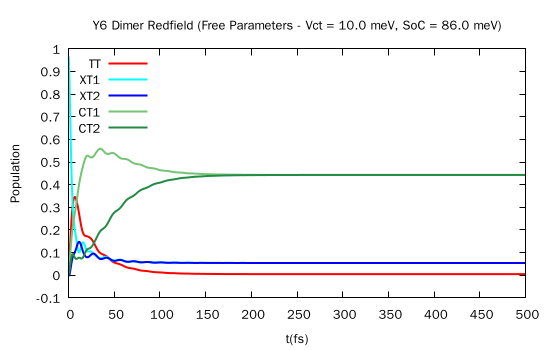 Y6 Dimer Redfield (Free Parameters - Vct = 10.0 meV, SoC = 86.0 meV)
1
0.9
0.8
0.7
0.6
0.5
0.4
0.3
0.2
0.1
0
-0.1
Population
TT
XT1
XT2
CT1
CT2
0 50 100 150 200 250 300 350 400 450 500
t(fs)